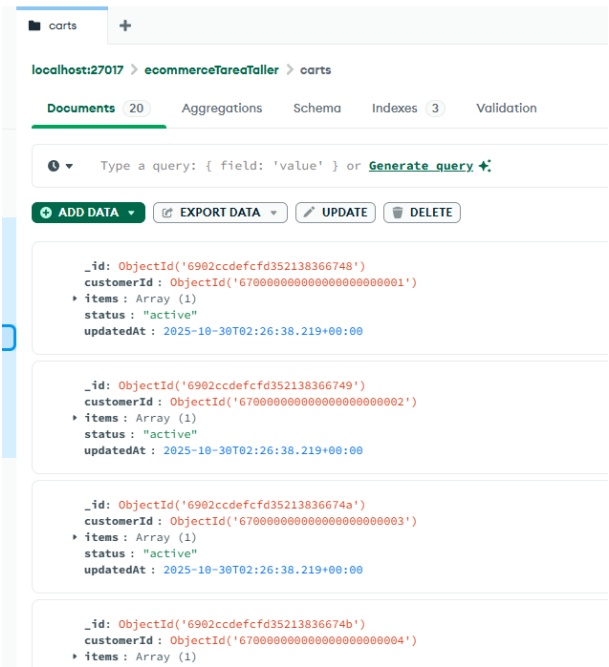 carts
localhost:27017 > ecommerceTareaTaller > carts
Documents 20 Aggregations Schema Indexes 3 Validation
Type a query: { field: 'value' } or Generate query
ADD DATA EXPORT DATA UPDATE DELETE
_id: ObjectId('6902ccdefcfd352138366748')
customerId : ObjectId('670000000000000000000001')
items : Array (1)
status : "active"
updatedAt : 2025-10-30T02:26:38.219+00:00
_id: ObjectId('6902ccdefcfd352138366749')
customerId : ObjectId('670000000000000000000002')
items : Array (1)
status : "active"
updatedAt : 2025-10-30T02:26:38.219+00:00
_id: ObjectId('6902ccdefcfd35213836674a')
customerId : ObjectId('670000000000000000000003')
items : Array (1)
status : "active"
updatedAt : 2025-10-30T02:26:38.219+00:00
_id: ObjectId('6902ccdefcfd35213836674b')
customerId : ObjectId('670000000000000000000004')
items : Array (1)